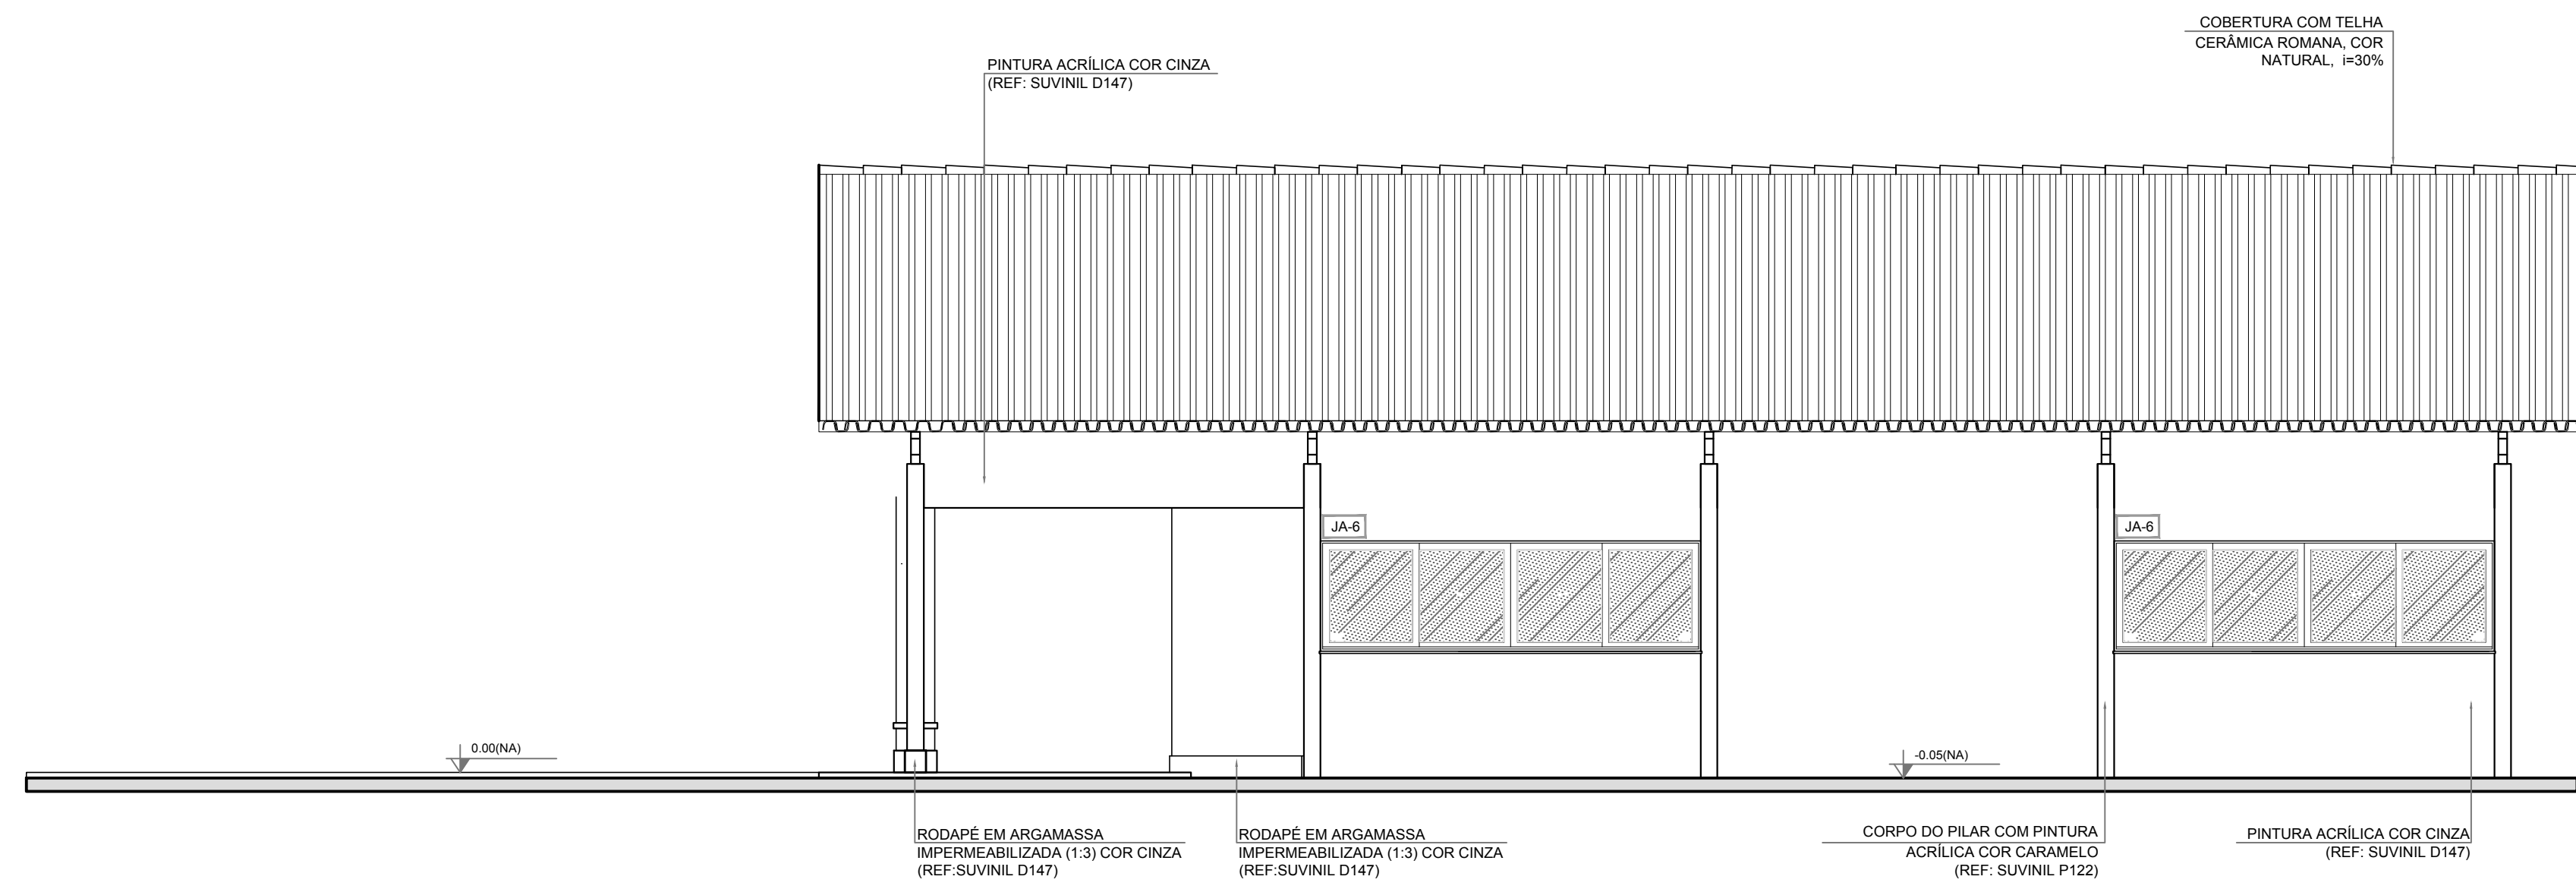 COBERTURA COM TELHA
CERÂMICA ROMANA, COR
NATURAL, i=30%
PINTURA ACRÍLICA COR CINZA
(REF: SUVINIL D147)
JA-6
JA-6
0.00(NA)
-0.05(NA)
RODAPÉ EM ARGAMASSA
IMPERMEABILIZADA (1:3) COR CINZA
(REF:SUVINIL D147)
RODAPÉ EM ARGAMASSA
IMPERMEABILIZADA (1:3) COR CINZA
(REF:SUVINIL D147)
CORPO DO PILAR COM PINTURA
ACRÍLICA COR CARAMELO
(REF: SUVINIL P122)
PINTURA ACRÍLICA COR CINZA
(REF: SUVINIL D147)